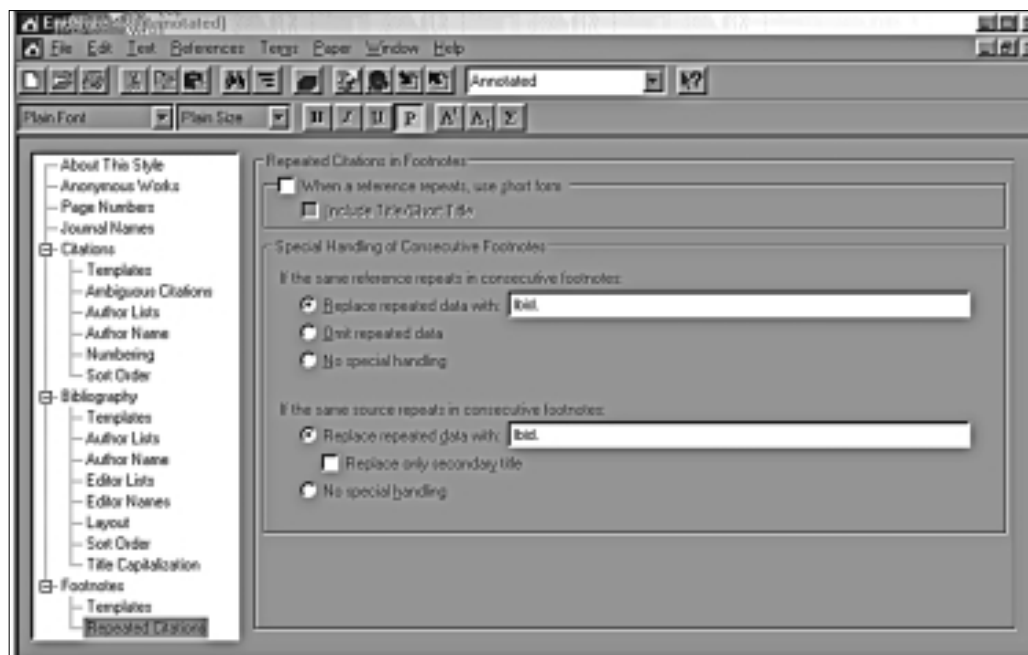 [Annotated]
File Edit Text References Terms Paper Window Help
Annotated
Plain Font Plain Size B I U P A¹ A₁ Σ
About This Style
Anonymous Works
Page Numbers
Journal Names
Citations
Templates
Ambiguous Citations
Author Lists
Author Name
Numbering
Sort Order
Bibliography
Templates
Author Lists
Author Name
Editor Lists
Editor Names
Layout
Sort Order
Title Capitalization
Footnotes
Templates
Repeated Citations
Repeated Citations in Footnotes
When a reference repeats, use short form
Include Title/Short Title
Special Handling of Consecutive Footnotes
If the same reference repeats in consecutive footnotes:
Replace repeated data with: Ibid.
Omit repeated data
No special handling
If the same source repeats in consecutive footnotes:
Replace repeated data with: Ibid.
Replace only secondary title
No special handling